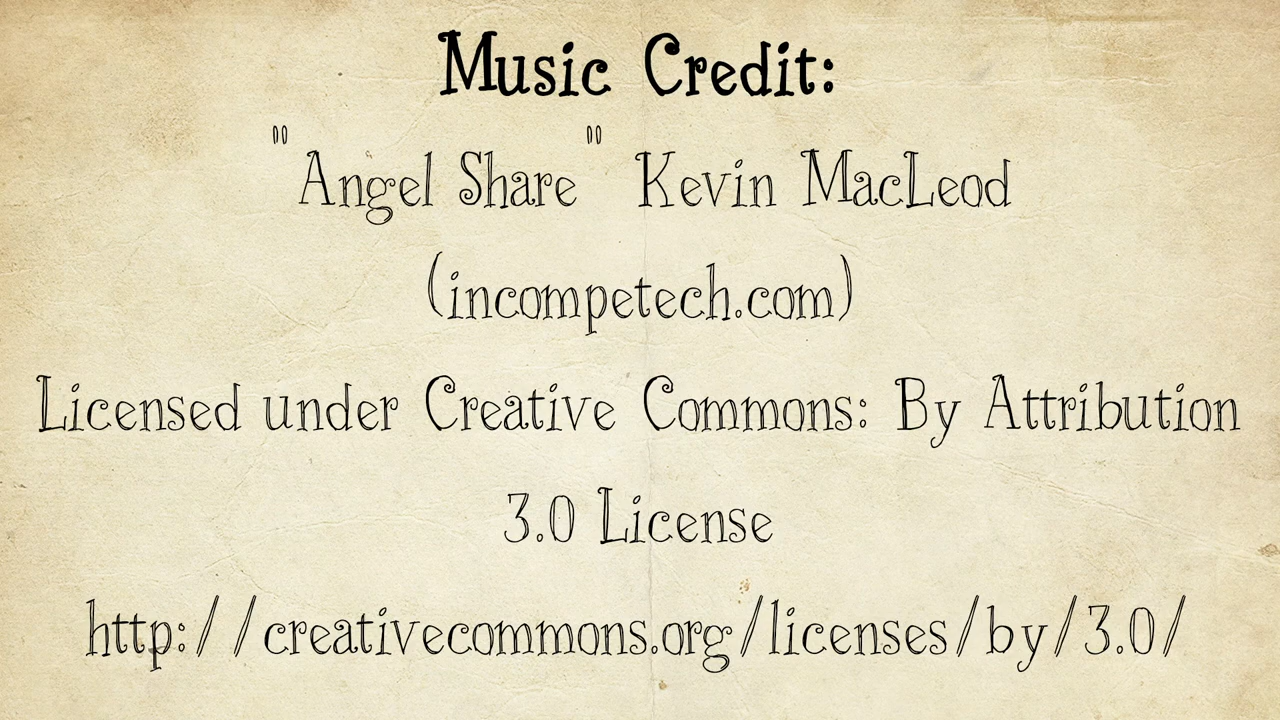 Music Credit:
"Angel Share" Kevin MacLeod
(incompetech.com)
Licensed under Creative Commons: By Attribution
3.0 License
http://creativecommons.org/licenses/by/3.0/